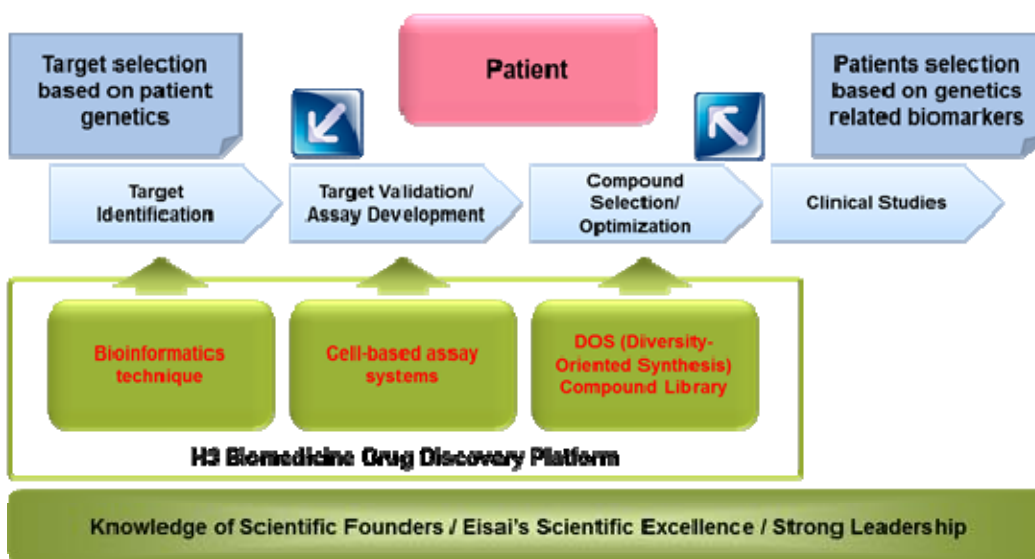 Target selection
based on patient
genetics
Patient
Patients selection
based on genetics
related biomarkers
Target
Identification
Target Validation/
Assay Development
Compound
Selection/
Optimization
Clinical Studies
Bioinformatics
technique
Cell-based assay
systems
DOS (Diversity-
Oriented Synthesis)
Compound Library
H3 Biomedicine Drug Discovery Platform
Knowledge of Scientific Founders / Eisai's Scientific Excellence / Strong Leadership